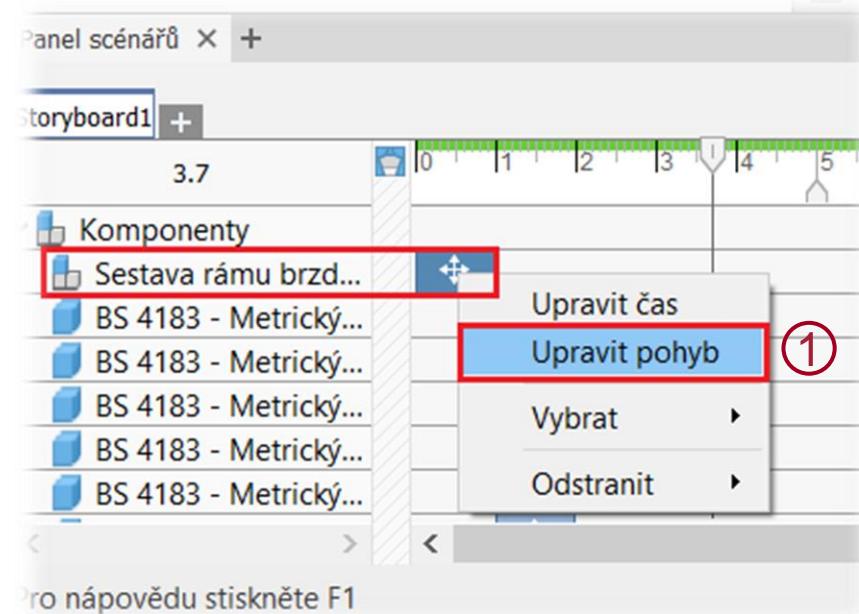 Panel scénářů × +
Storyboard1 +
3.7
0 1 2 3 4 5
Komponenty
Sestava rámu brzd...
BS 4183 - Metrický...
BS 4183 - Metrický...
BS 4183 - Metrický...
BS 4183 - Metrický...
BS 4183 - Metrický...
Upravit čas
Upravit pohyb
1
Vybrat
Odstranit
Pro nápovědu stiskněte F1